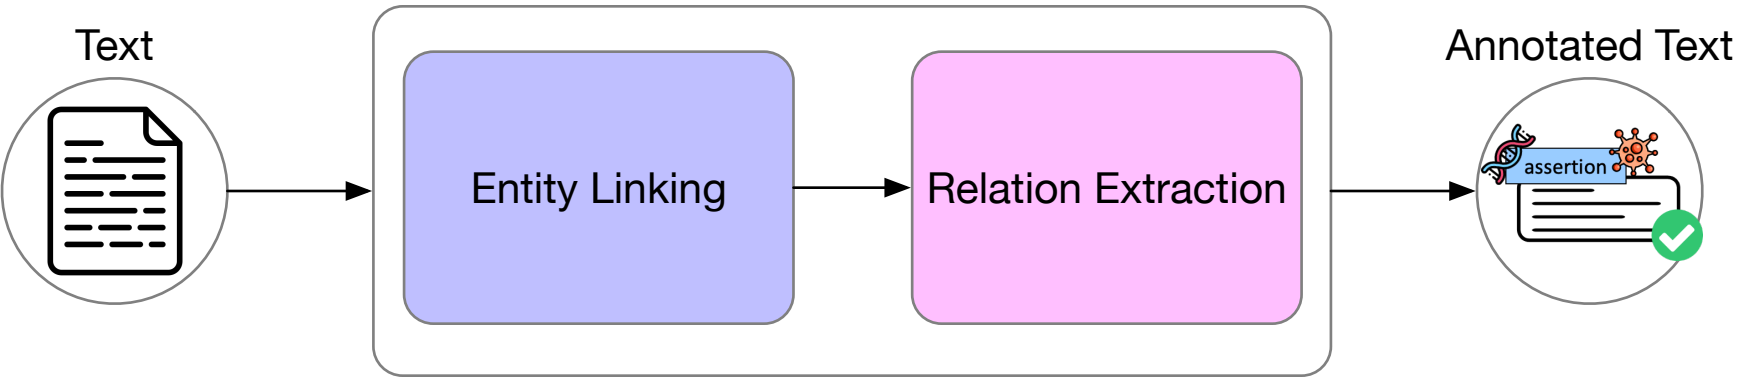 Text
Entity Linking
Relation Extraction
Annotated Text
assertion